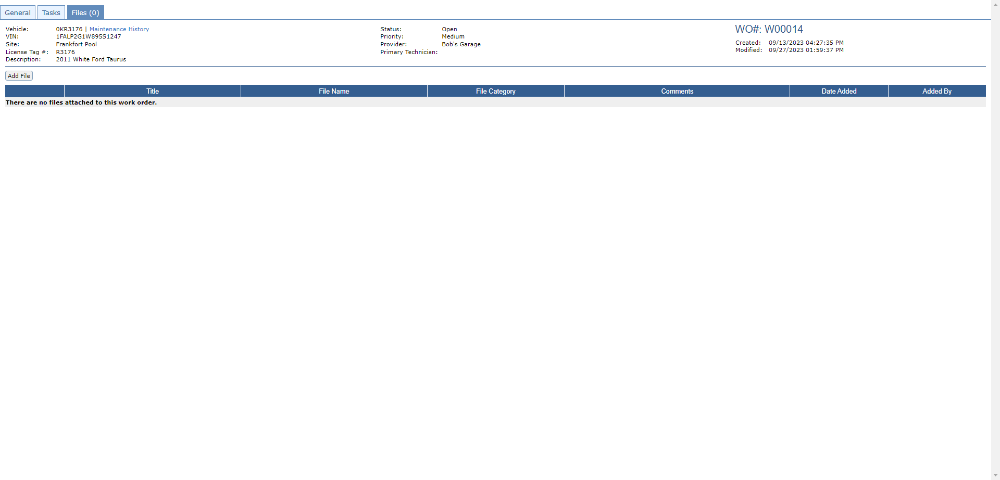 General Tasks Files (0)
Vehicle: 0KR3176 | Maintenance History
VIN: 1FALP2G1W895S1247
Site: Frankfort Pool
License Tag #: R3176
Description: 2011 White Ford Taurus
Status: Open
Priority: Medium
Provider: Bob's Garage
Primary Technician:
WO#: W00014
Created: 09/13/2023 04:27:35 PM
Modified: 09/27/2023 01:59:37 PM
Add File
Title File Name File Category Comments Date Added Added By
There are no files attached to this work order.